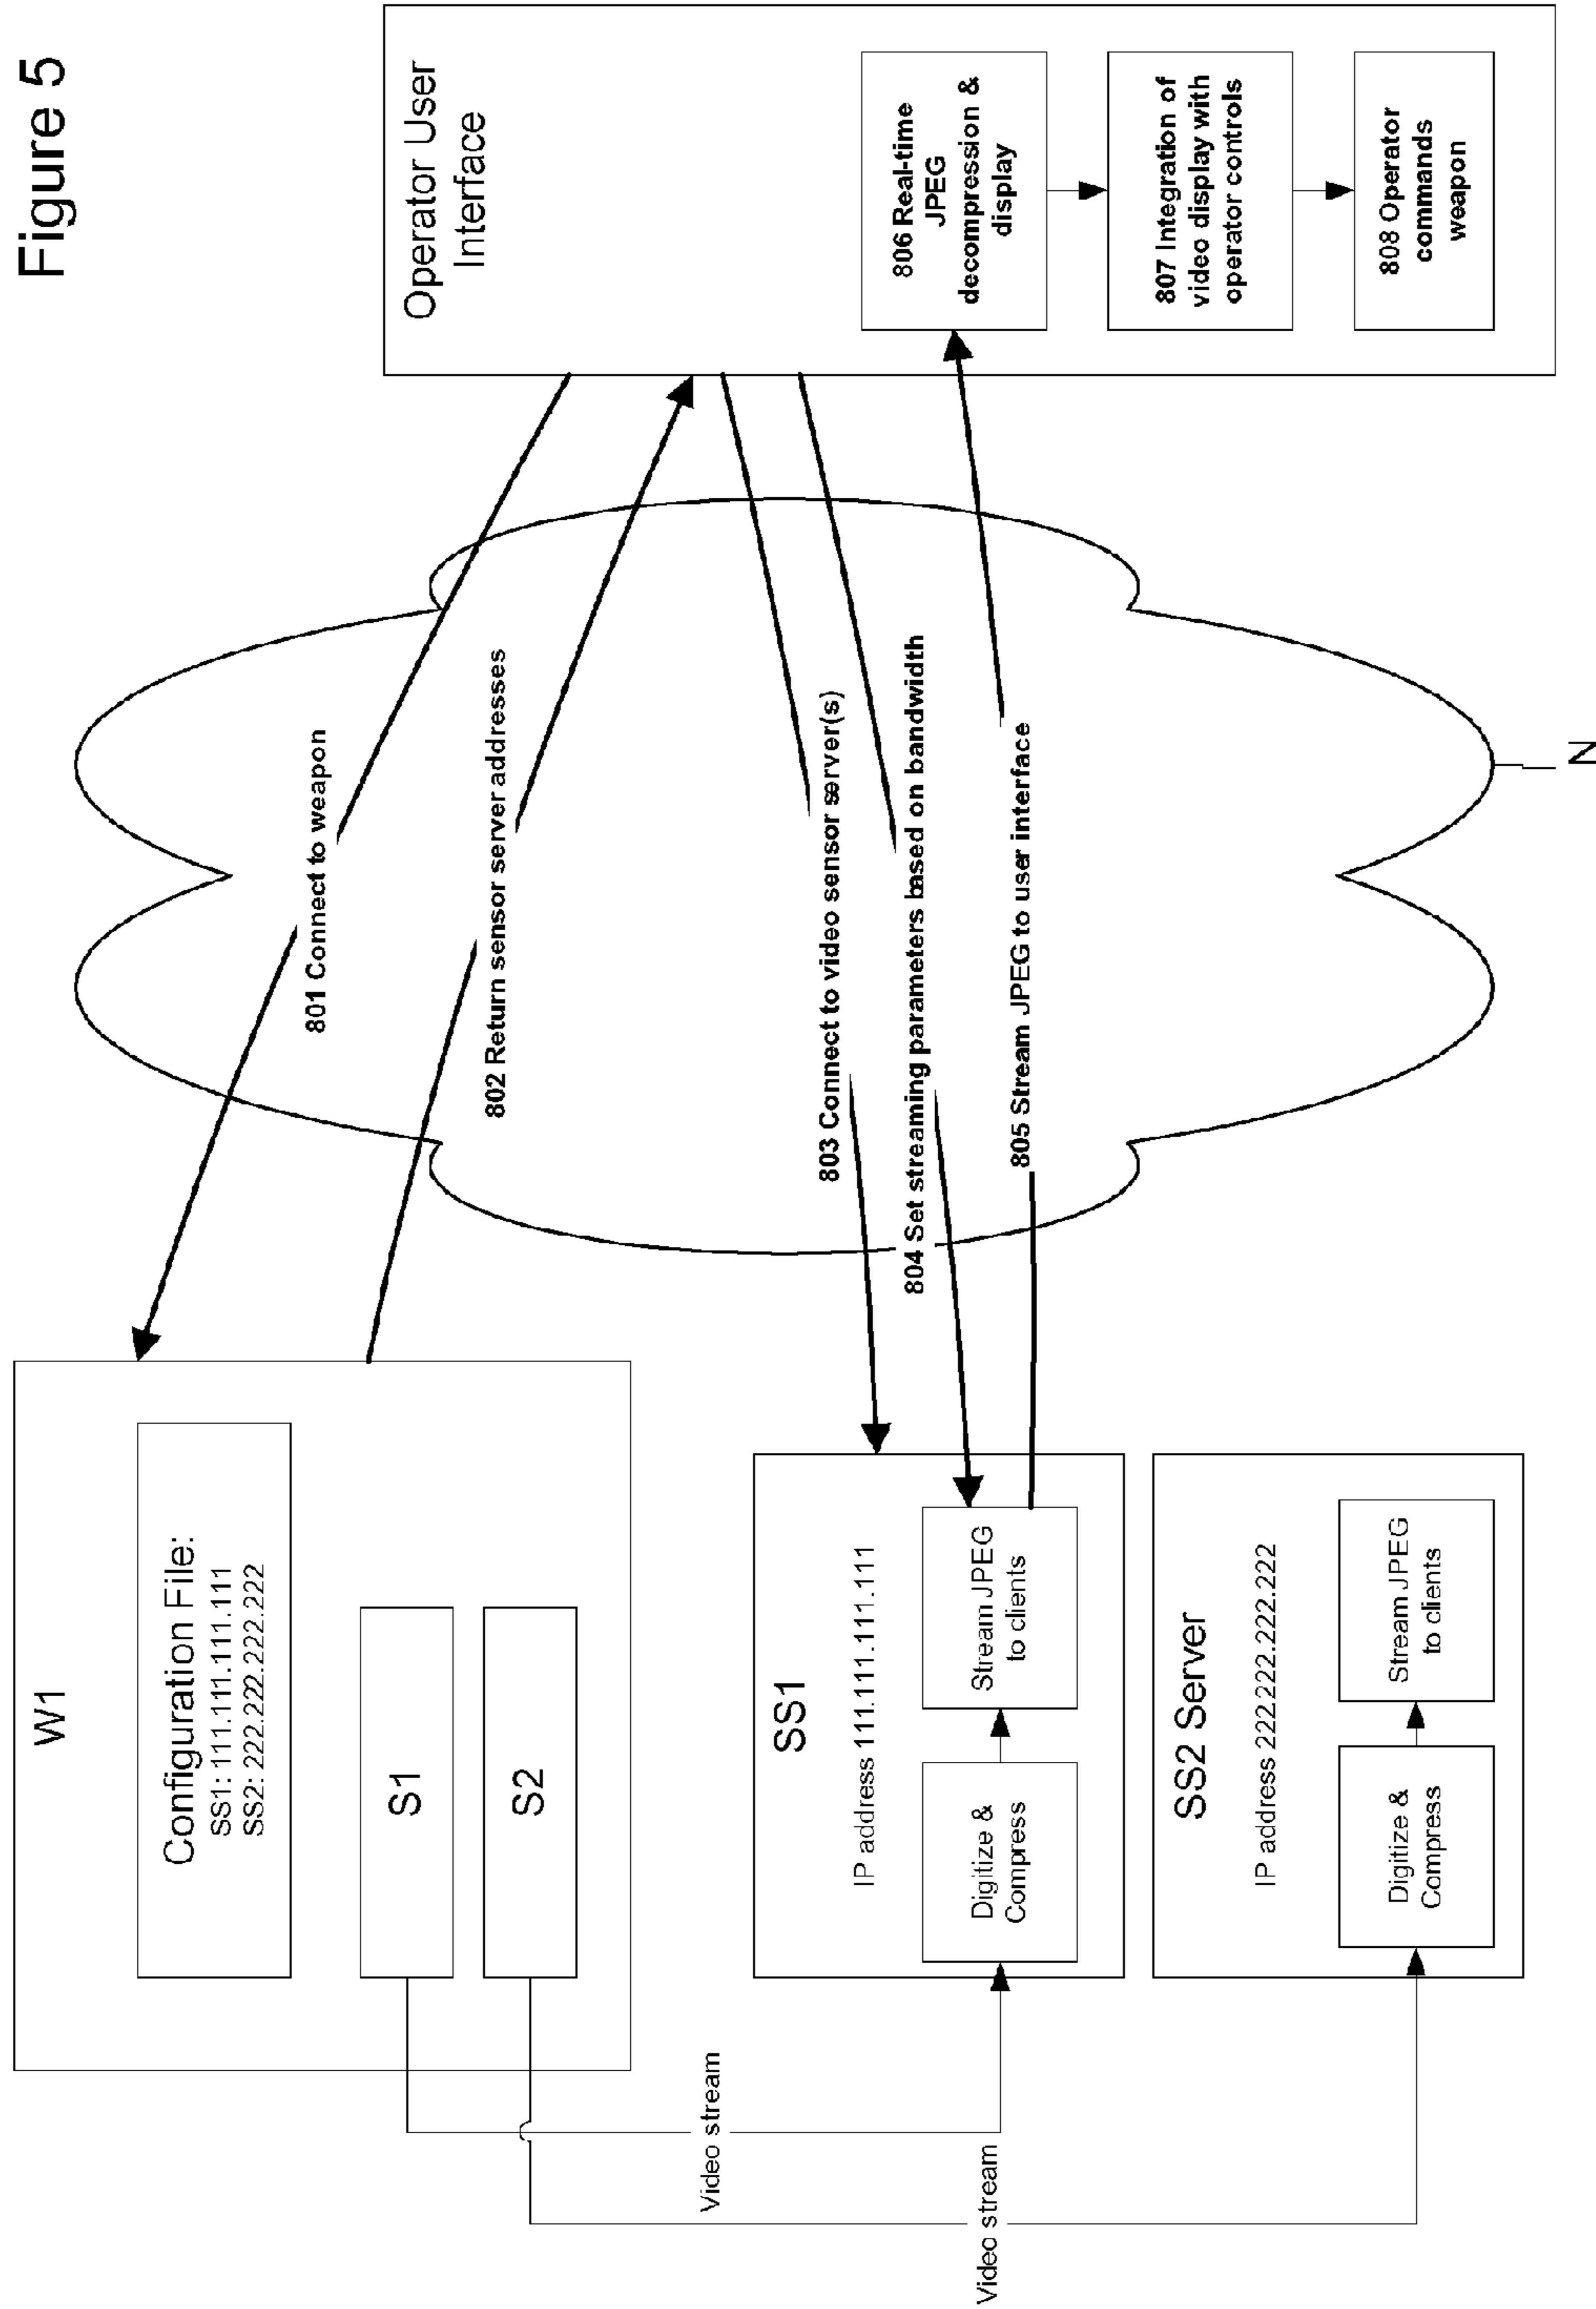 Figure 5
W1
Configuration File:
SS1: 111.111.111.111
SS2: 222.222.222.222
S1
S2
Video stream
Video stream
SS1
IP address 111.111.111.111
Digitize &
Compress
Stream JPEG
to clients
SS2 Server
IP address 222.222.222.222
Digitize &
Compress
Stream JPEG
to clients
801 Connect to weapon
802 Return sensor server addresses
803 Connect to video sensor server(s)
804 Set streaming parameters based on bandwidth
805 Stream JPEG to user interface
N
Operator User
Interface
806 Real-time
JPEG
decompression &
display
807 Integration of
video display with
operator controls
808 Operator
commands
weapon